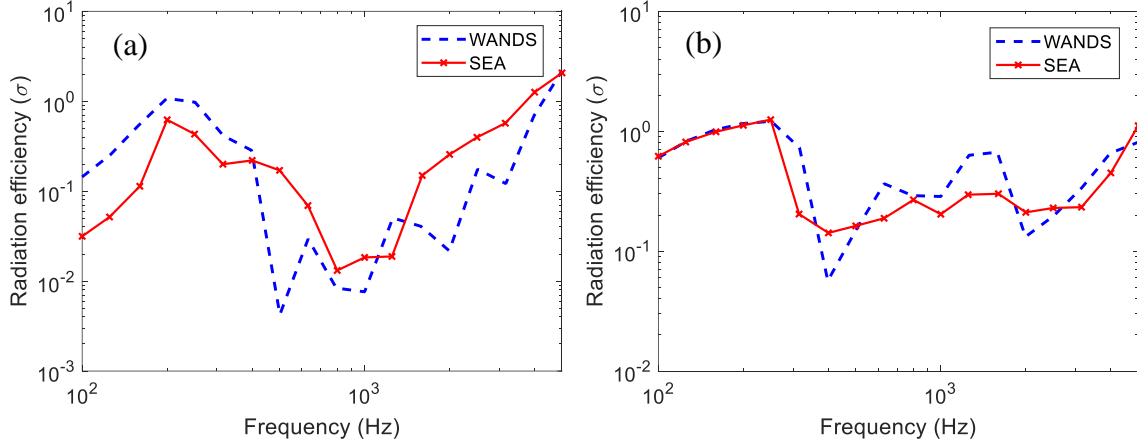 (a)
WANDS
SEA
10^1
10^0
10^-1
10^-2
10^-3
10^2
10^3
Radiation efficiency (σ)
Frequency (Hz)
(b)
WANDS
SEA
10^1
10^0
10^-1
10^-2
10^2
10^3
Radiation efficiency (σ)
Frequency (Hz)